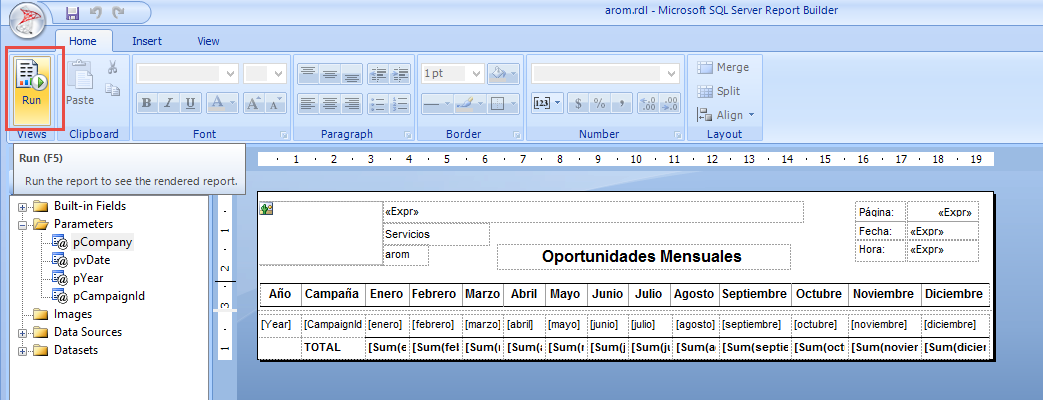 arom.rdl - Microsoft SQL Server Report Builder
Home Insert View
Run
Paste
1 pt
B I U A A A
123 $ % ,
Merge
Split
Align
Views Clipboard Font Paragraph Border Number Layout
Run (F5)
Run the report to see the rendered report.
1 2 3 4 5 6 7 8 9 10 11 12 13 14 15 16 17 18 19
Built-in Fields
Parameters
pCompany
pvDate
pYear
pCampaignId
Images
Data Sources
Datasets
1
2
3
1
«Expr»
Servicios
arom
Oportunidades Mensuales
Página: «Expr»
Fecha: «Expr»
Hora: «Expr»
Año Campaña Enero Febrero Marzo Abril Mayo Junio Julio Agosto Septiembre Octubre Noviembre Diciembre
[Year] [CampaignId [enero] [febrero] [marzo] [abril] [mayo] [junio] [julio] [agosto] [septiembre] [octubre] [noviembre] [diciembre]
TOTAL [Sum(e [Sum(fel [Sum(r [Sum(a [Sum(r [Sum(j [Sum(ju [Sum(a [Sum(septie [Sum(oct [Sum(novier [Sum(dicier